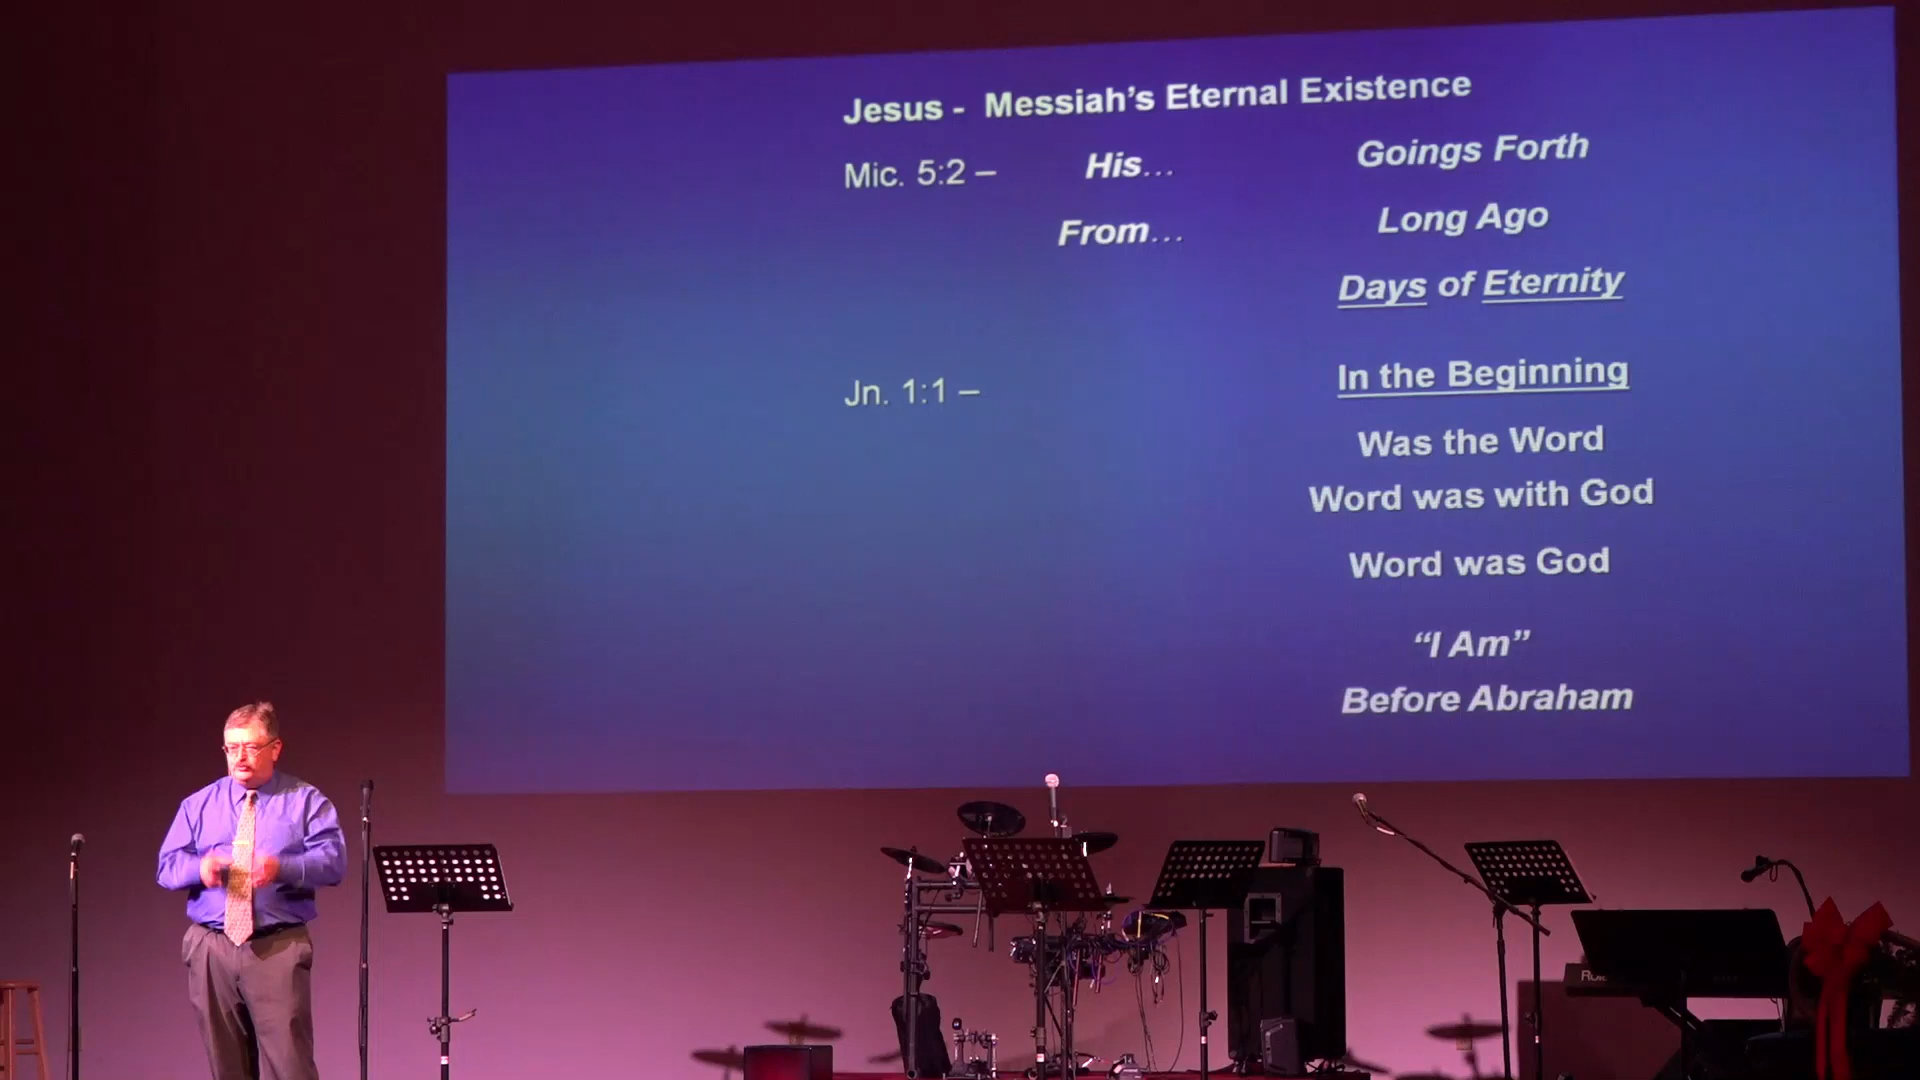 Jesus - Messiah's Eternal Existence
Mic. 5:2 – His… Goings Forth
From… Long Ago
Days of Eternity
Jn. 1:1 – In the Beginning
Was the Word
Word was with God
Word was God
“I Am”
Before Abraham